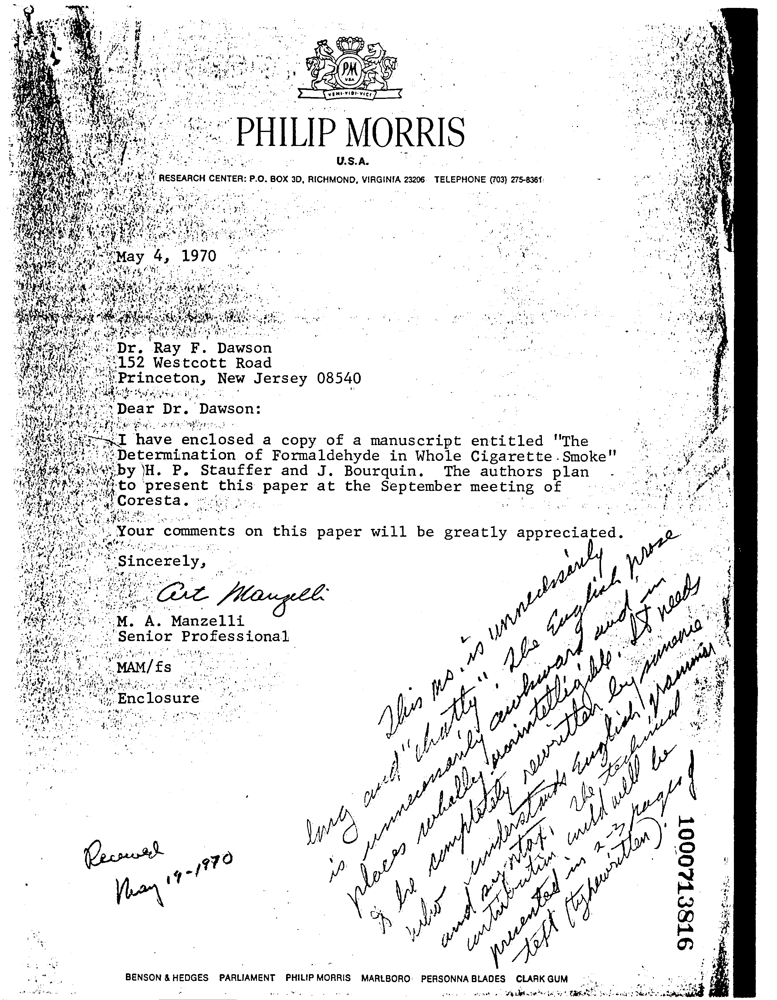 PM
USA
VENI·VIDI·VICI
PHILIP MORRIS
U.S.A.
RESEARCH CENTER: P.O. BOX 3D, RICHMOND, VIRGINIA 23206 TELEPHONE (703) 275-8361
May 4, 1970
Dr. Ray F. Dawson
152 Westcott Road
Princeton, New Jersey 08540
Dear Dr. Dawson:
I have enclosed a copy of a manuscript entitled "The
Determination of Formaldehyde in Whole Cigarette Smoke"
by H. P. Stauffer and J. Bourquin. The authors plan
to present this paper at the September meeting of
Coresta.
Your comments on this paper will be greatly appreciated.
Sincerely,
Art Manzelli
M. A. Manzelli
Senior Professional
MAM/fs
Enclosure
This ms. is unnecessarily
long and "chatty". The English prose
is unnecessarily awkward and in
places wholly unintelligible. It needs
to be completely rewritten by someone
who understands English grammar
and syntax. The technical
contribution could well be
presented in 2-3 pages of
text (typewritten).
Received
May 19-1970
1000713816
BENSON & HEDGES PARLIAMENT PHILIP MORRIS MARLBORO PERSONNA BLADES CLARK GUM